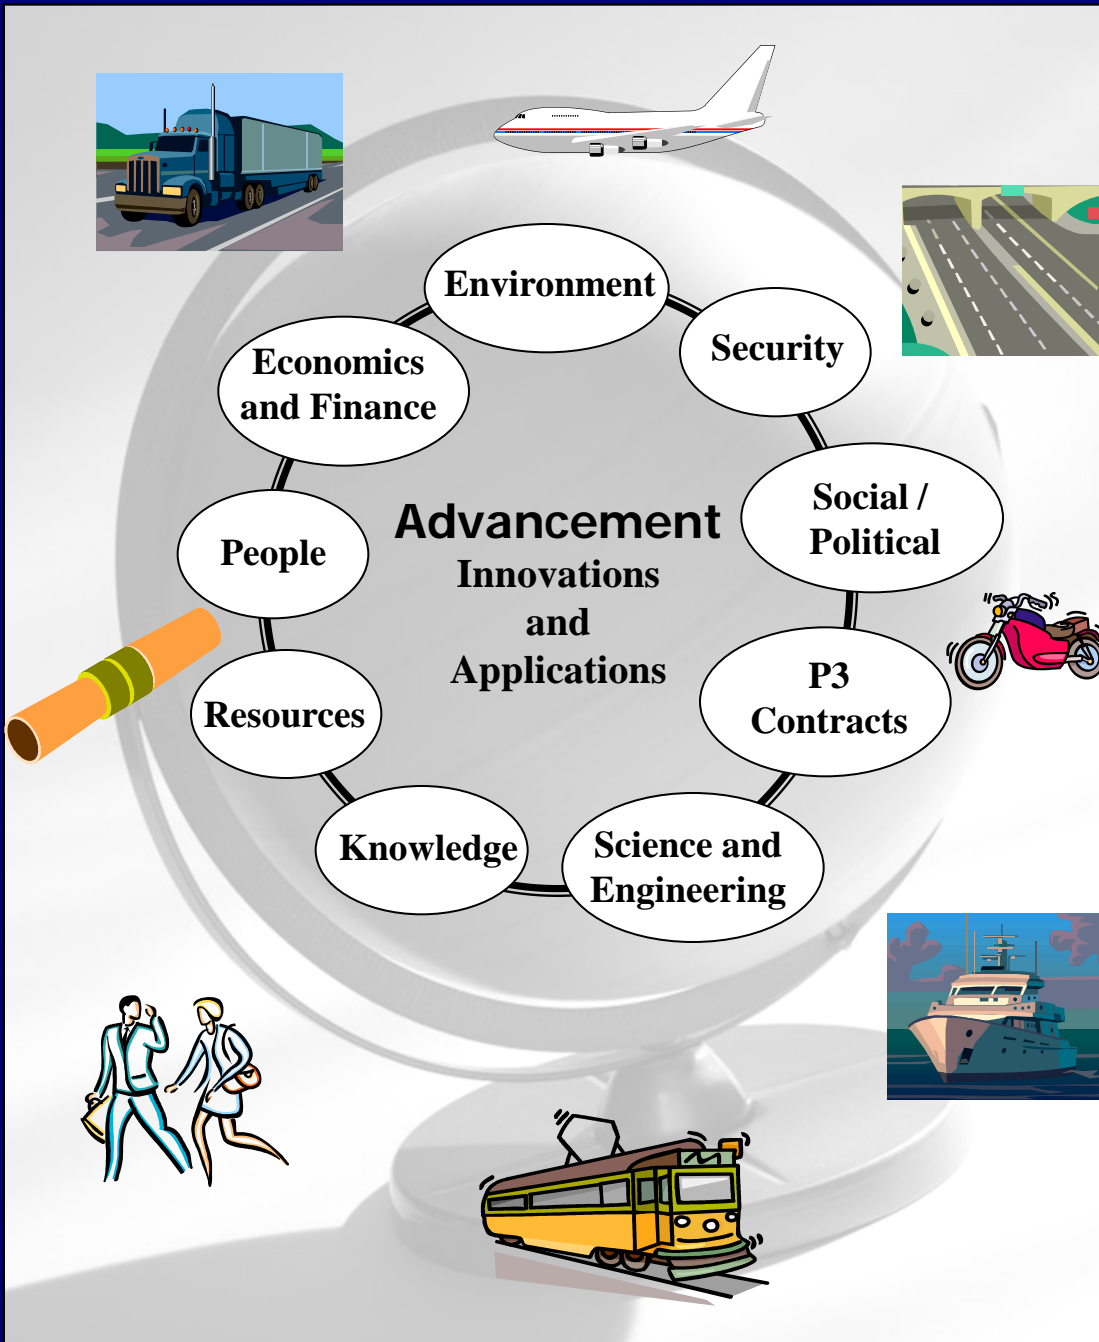 Environment
Security
Economics
and Finance
Social /
Political
People
Advancement
Innovations
and
Applications
P3
Contracts
Resources
Knowledge
Science and
Engineering